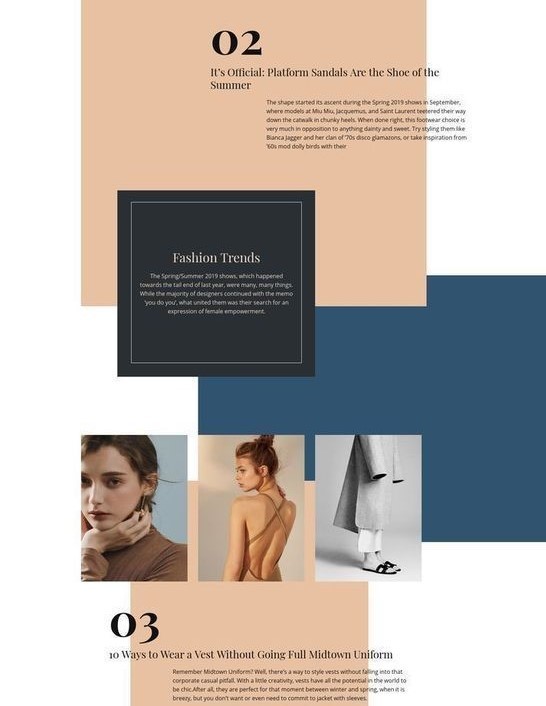 02
It's Official: Platform Sandals Are the Shoe of the
Summer
The shape started its ascent during the Spring 2019 shows in September,
where models at Miu Miu, Jacquemus, and Saint Laurent teetered their way
down the catwalk in chunky heels. When done right, this footwear choice is
very much in opposition to anything dainty and sweet. Try styling them like
Bianca Jagger and her clan of '70s disco glamazons, or take inspiration from
'60s mod dolly birds with their
Fashion Trends
The Spring/Summer 2019 shows, which happened
towards the tail end of last year, were many, many things.
While the majority of designers continued with the memo
'you do you', what united them was their search for an
expression of female empowerment.
03
10 Ways to Wear a Vest Without Going Full Midtown Uniform
Remember Midtown Uniform? Well, there's a way to style vests without falling into that
corporate casual pitfall. With a little creativity, vests have all the potential in the world to
be chic.After all, they are perfect for that moment between winter and spring, when it is
breezy, but you don't want or even need to commit to jacket with sleeves.